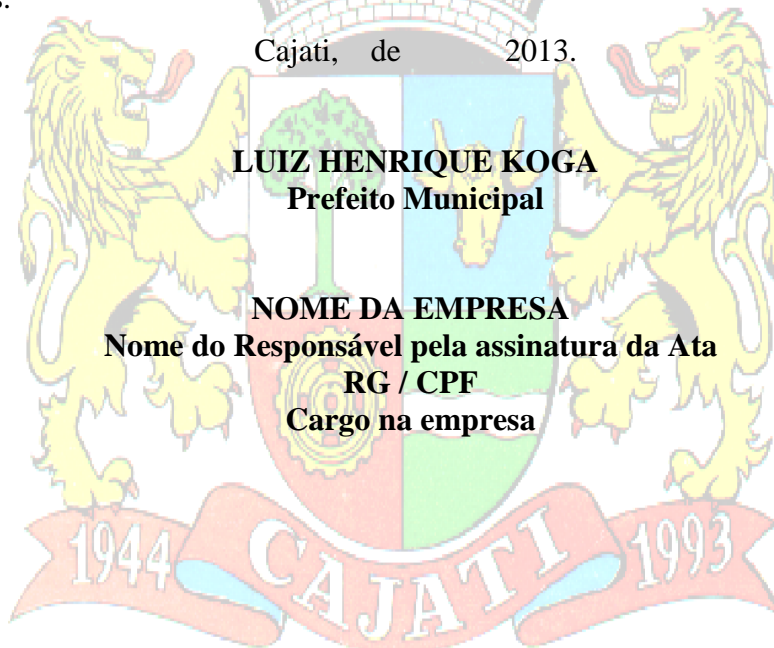 s.
Cajati, de 2013.
LUIZ HENRIQUE KOGA
Prefeito Municipal
NOME DA EMPRESA
Nome do Responsável pela assinatura da Ata
RG / CPF
Cargo na empresa
1944 CAJATI 1993